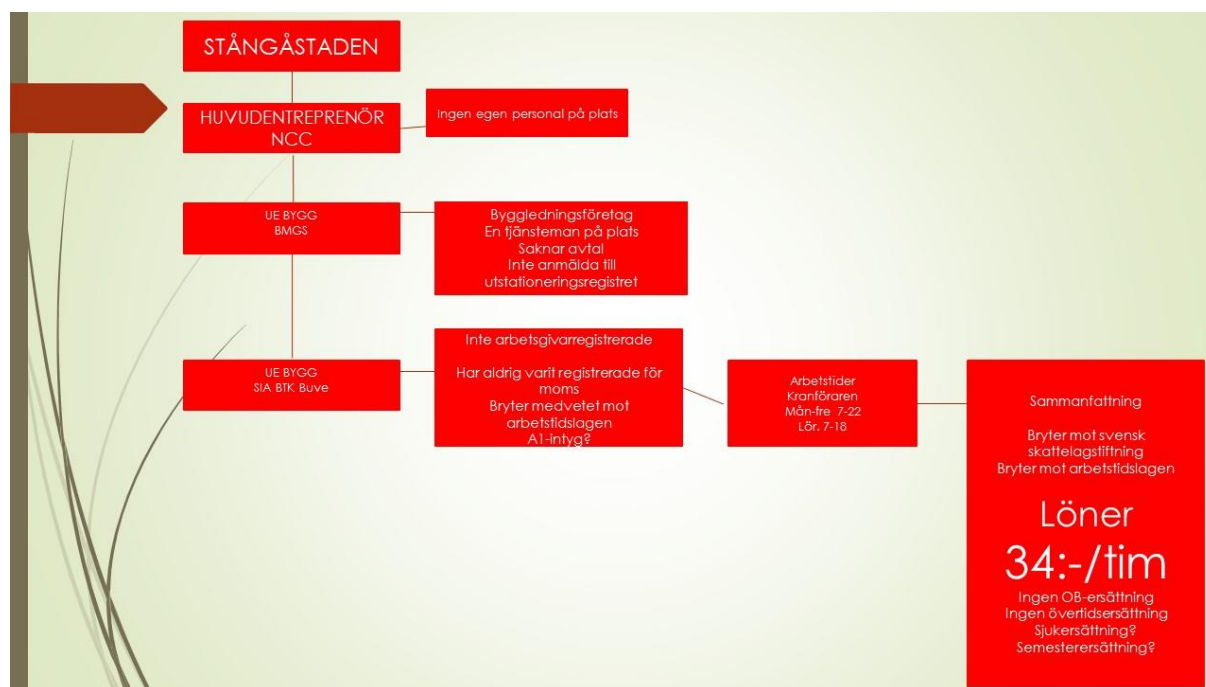 STÅNGÅSTADEN
HUVUDENTREPRENÖR
NCC
Ingen egen personal på plats
UE BYGG
BMGS
Byggledningsföretag
En tjänsteman på plats
Saknar avtal
Inte anmälda till
utstationeringsregistret
UE BYGG
SIA BTK Buve
Inte arbetsgivarregistrerade
Har aldrig varit registrerade för
moms
Bryter medvetet mot
arbetstidslagen
A1-intyg?
Arbetstider
Kranföraren
Mån-fre 7-22
Lör. 7-18
Sammanfattning
Bryter mot svensk
skattelagstiftning
Bryter mot arbetstidslagen
Löner
34:-/tim
Ingen OB-ersättning
Ingen övertidsersättning
Sjukersättning?
Semesterersättning?